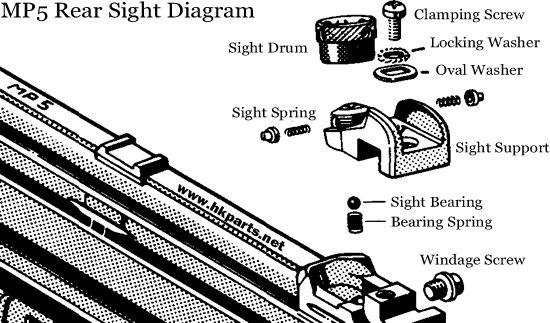 MP5 Rear Sight Diagram
Clamping Screw
Sight Drum
Locking Washer
Oval Washer
MP5
Sight Spring
Sight Support
www.hkparts.net
Sight Bearing
Bearing Spring
Windage Screw